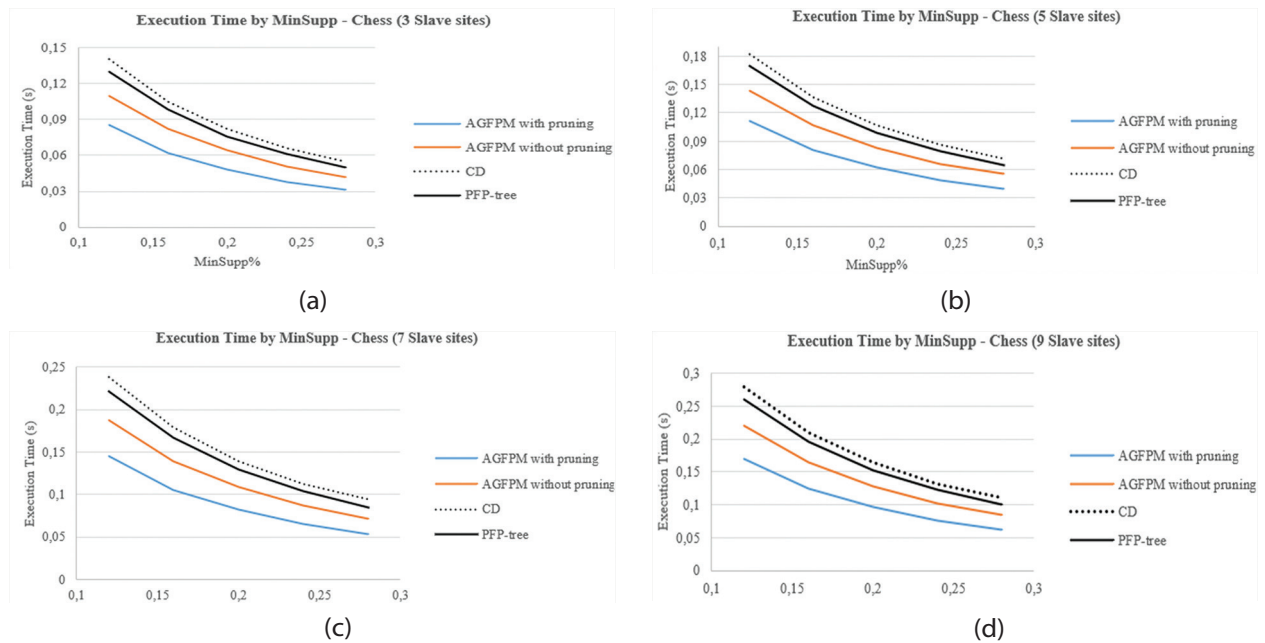 Execution Time by MinSupp - Chess (3 Slave sites)
Execution Time (s)
0,15
0,12
0,09
0,06
0,03
0
0,1 0,15 0,2 0,25 0,3
MinSupp%
AGFPM with pruning
AGFPM without pruning
CD
PFP-tree
(a)
Execution Time by MinSupp - Chess (5 Slave sites)
Execution Time (s)
0,18
0,15
0,12
0,09
0,06
0,03
0
0,1 0,15 0,2 0,25 0,3
MinSupp%
AGFPM with pruning
AGFPM without pruning
CD
PFP-tree
(b)
Execution Time by MinSupp - Chess (7 Slave sites)
Execution Time (s)
0,25
0,2
0,15
0,1
0,05
0
0,1 0,15 0,2 0,25 0,3
AGFPM with pruning
AGFPM without pruning
CD
PFP-tree
(c)
Execution Time by MinSupp - Chess (9 Slave sites)
Execution Time (s)
0,3
0,25
0,2
0,15
0,1
0,05
0
0,1 0,15 0,2 0,25 0,3
AGFPM with pruning
AGFPM without pruning
CD
PFP-tree
(d)